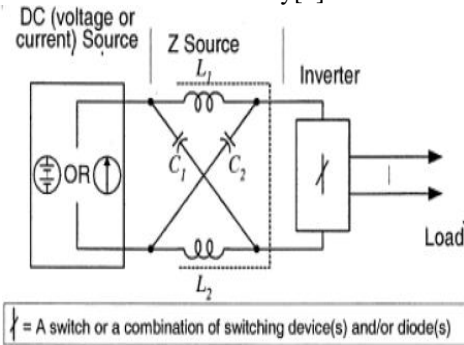 DC (voltage or
current) Source
Z Source
L1
Inverter
OR
C1
C2
Load
L2
= A switch or a combination of switching device(s) and/or diode(s)